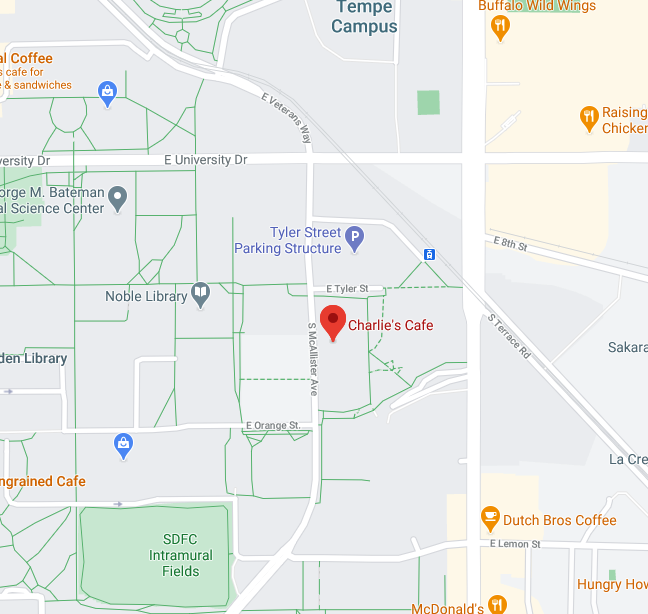 Tempe
Campus
Buffalo Wild Wings
al Coffee
s cafe for
e & sandwiches
E Veterans Way
Raising
Chicken
versity Dr
E University Dr
orge M. Bateman
al Science Center
Tyler Street
Parking Structure
P
E 8th St
E Tyler St
Noble Library
Charlie's Cafe
S McAllister Ave
S Terrace Rd
Sakara
den Library
E Orange St.
La Cre
ngrained Cafe
Dutch Bros Coffee
SDFC
Intramural
Fields
E Lemon St
Hungry How
McDonald's